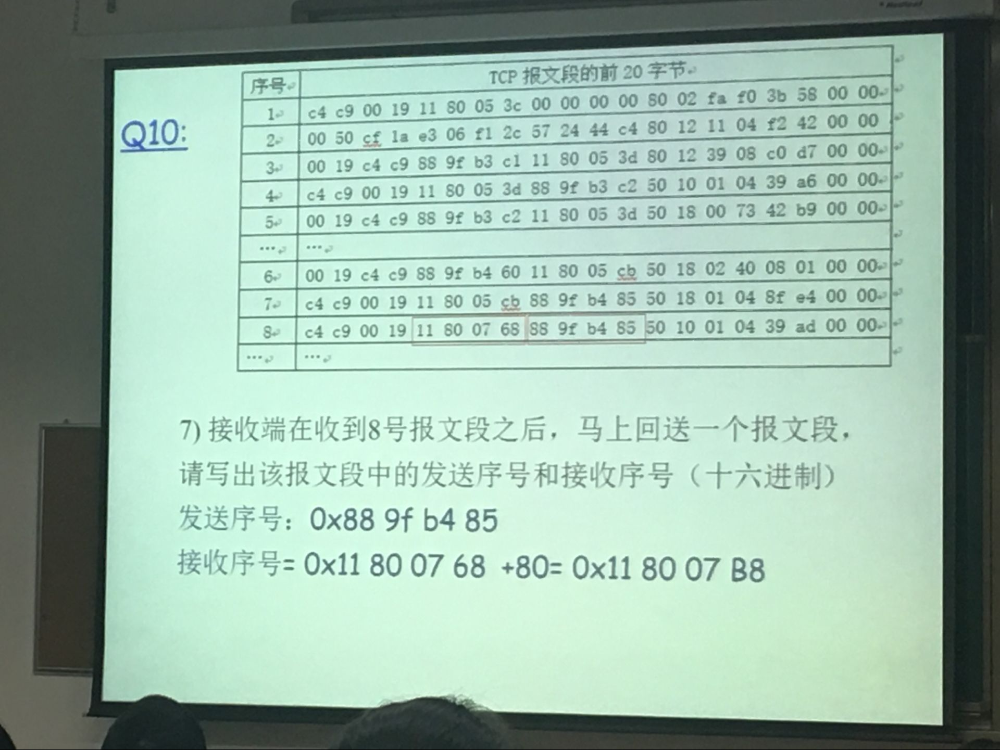 Q10:
序号 TCP 报文段的前 20 字节
1 c4 c9 00 19 11 80 05 3c 00 00 00 00 80 02 fa f0 3b 58 00 00
2 00 50 cf 1a e3 06 f1 2c 57 24 44 c4 80 12 11 04 f2 42 00 00
3 00 19 c4 c9 88 9f b3 c1 11 80 05 3d 80 12 39 08 c0 d7 00 00
4 c4 c9 00 19 11 80 05 3d 88 9f b3 c2 50 10 01 04 39 a6 00 00
5 00 19 c4 c9 88 9f b3 c2 11 80 05 3d 50 18 00 73 42 b9 00 00
… …
6 00 19 c4 c9 88 9f b4 60 11 80 05 cb 50 18 02 40 08 01 00 00
7 c4 c9 00 19 11 80 05 cb 88 9f b4 85 50 18 01 04 8f e4 00 00
8 c4 c9 00 19 11 80 07 68 88 9f b4 85 50 10 01 04 39 ad 00 00
… …
7) 接收端在收到8号报文段之后，马上回送一个报文段，
请写出该报文段中的发送序号和接收序号（十六进制）
发送序号：0x88 9f b4 85
接收序号= 0x11 80 07 68 +80= 0x11 80 07 B8